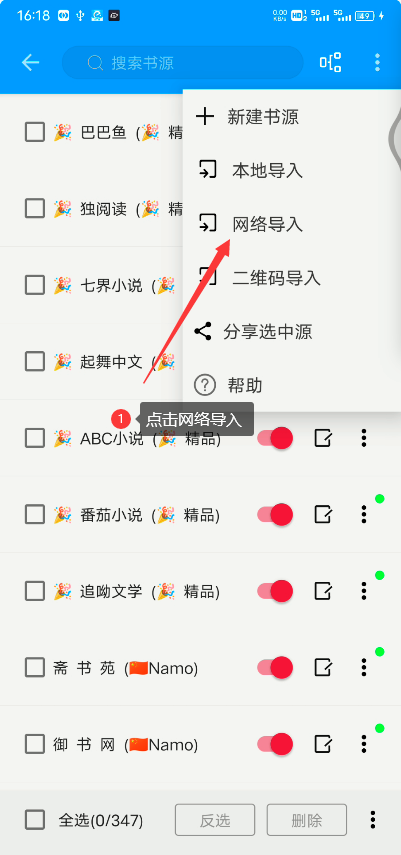 16:18
0.00 KB/S HD 1 2 5G 5G 49
搜索书源
新建书源
本地导入
网络导入
二维码导入
分享选中源
帮助
巴巴鱼 (🎉 精
独阅读 (🎉 精
七界小说 (🎉
起舞中文 (🎉
1 点击网络导入
ABC小说 (🎉 精品)
番茄小说 (🎉 精品)
追呦文学 (🎉 精品)
斋 书 苑 (🇨🇳Namo)
御 书 网 (🇨🇳Namo)
全选(0/347) 反选 删除